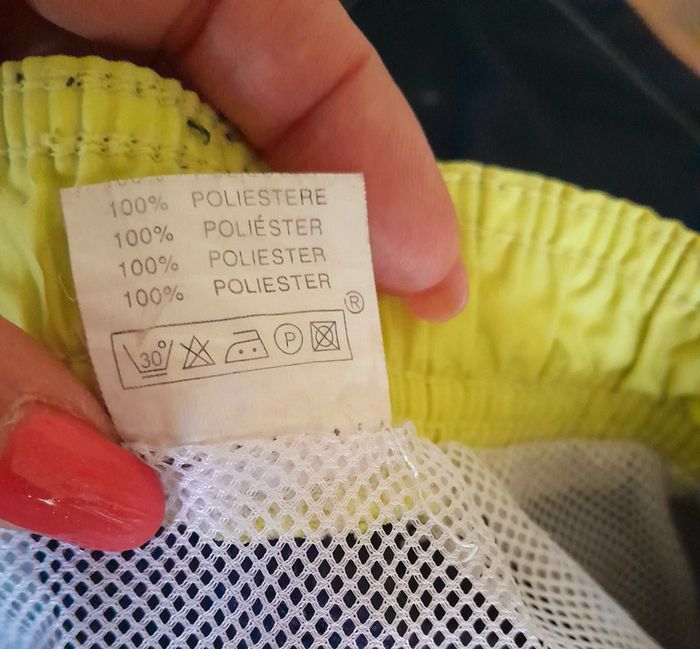 100% POLIESTERE
100% POLIÉSTER
100% POLIESTER
100% POLIESTER
®
30° P